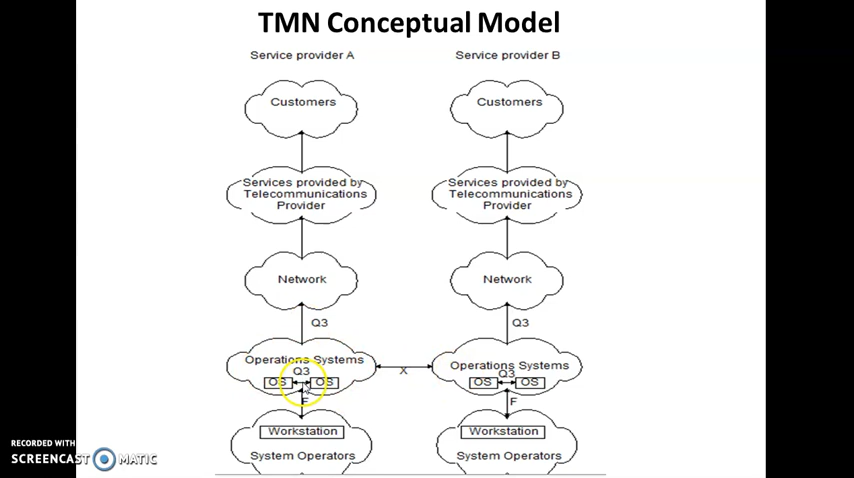 TMN Conceptual Model
Service provider A
Service provider B
Customers
Customers
Services provided by
Telecommunications
Provider
Services provided by
Telecommunications
Provider
Network
Network
Q3
Q3
Operations Systems
Q3
OS
OS
X
Operations Systems
Q3
OS
OS
F
F
Workstation
System Operators
Workstation
System Operators
RECORDED WITH
SCREENCAST MATIC